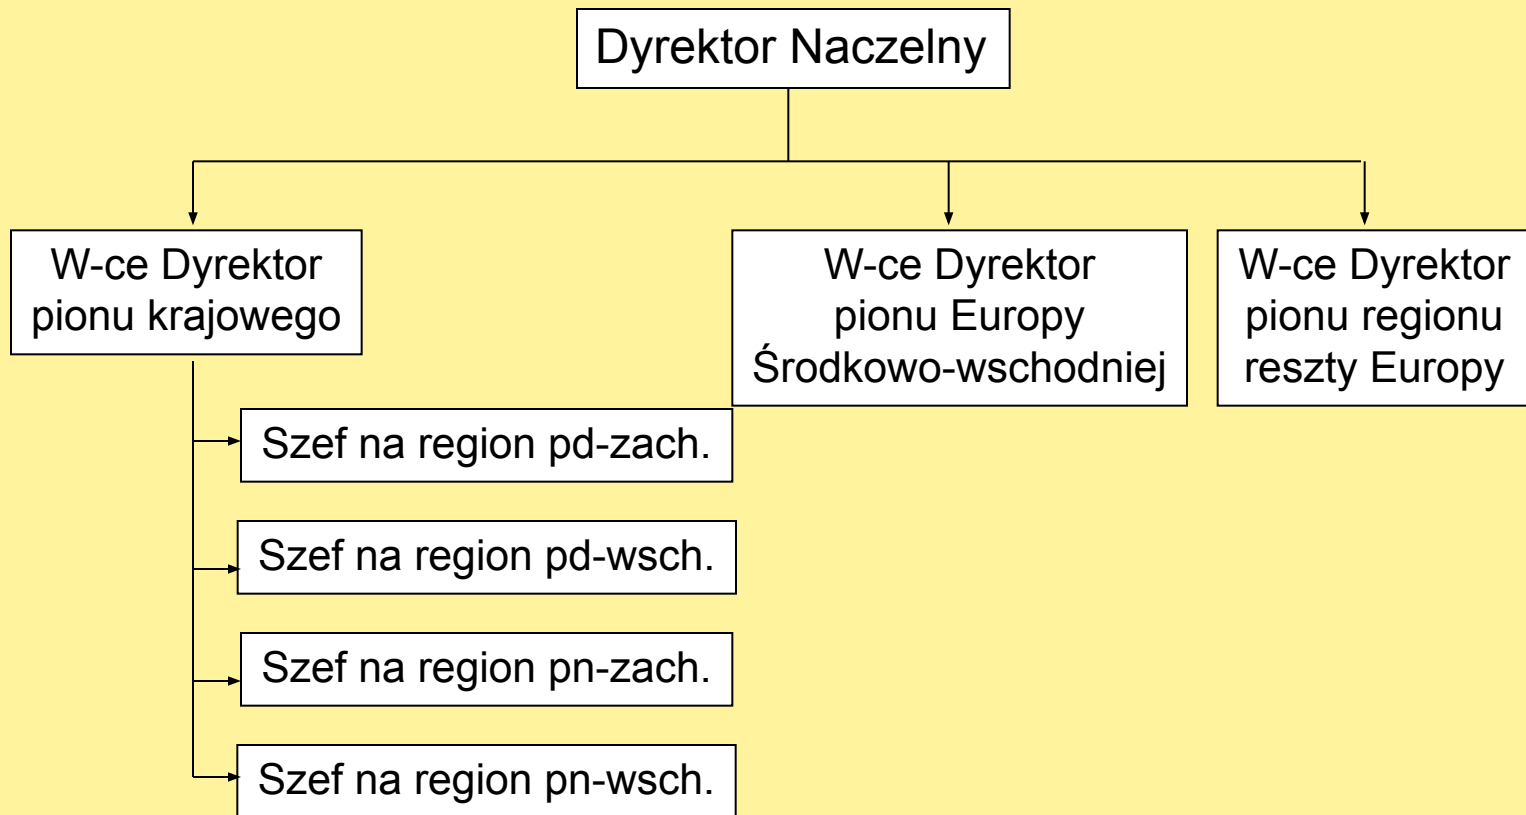 Dyrektor Naczelny
W-ce Dyrektor
pionu krajowego
W-ce Dyrektor
pionu Europy
Środkowo-wschodniej
W-ce Dyrektor
pionu regionu
reszty Europy
Szef na region pd-zach.
Szef na region pd-wsch.
Szef na region pn-zach.
Szef na region pn-wsch.